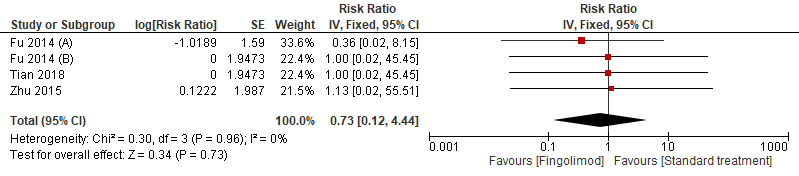 Risk Ratio Risk Ratio
Study or Subgroup log[Risk Ratio] SE Weight IV, Fixed, 95% CI IV, Fixed, 95% CI
Fu 2014 (A) -1.0189 1.59 33.6% 0.36 [0.02, 8.15]
Fu 2014 (B) 0 1.9473 22.4% 1.00 [0.02, 45.45]
Tian 2018 0 1.9473 22.4% 1.00 [0.02, 45.45]
Zhu 2015 0.1222 1.987 21.5% 1.13 [0.02, 55.51]
Total (95% CI) 100.0% 0.73 [0.12, 4.44]
Heterogeneity: Chi² = 0.30, df = 3 (P = 0.96); I² = 0%
Test for overall effect: Z = 0.34 (P = 0.73)
0.001 0.1 1 10 1000
Favours [Fingolimod] Favours [Standard treatment]